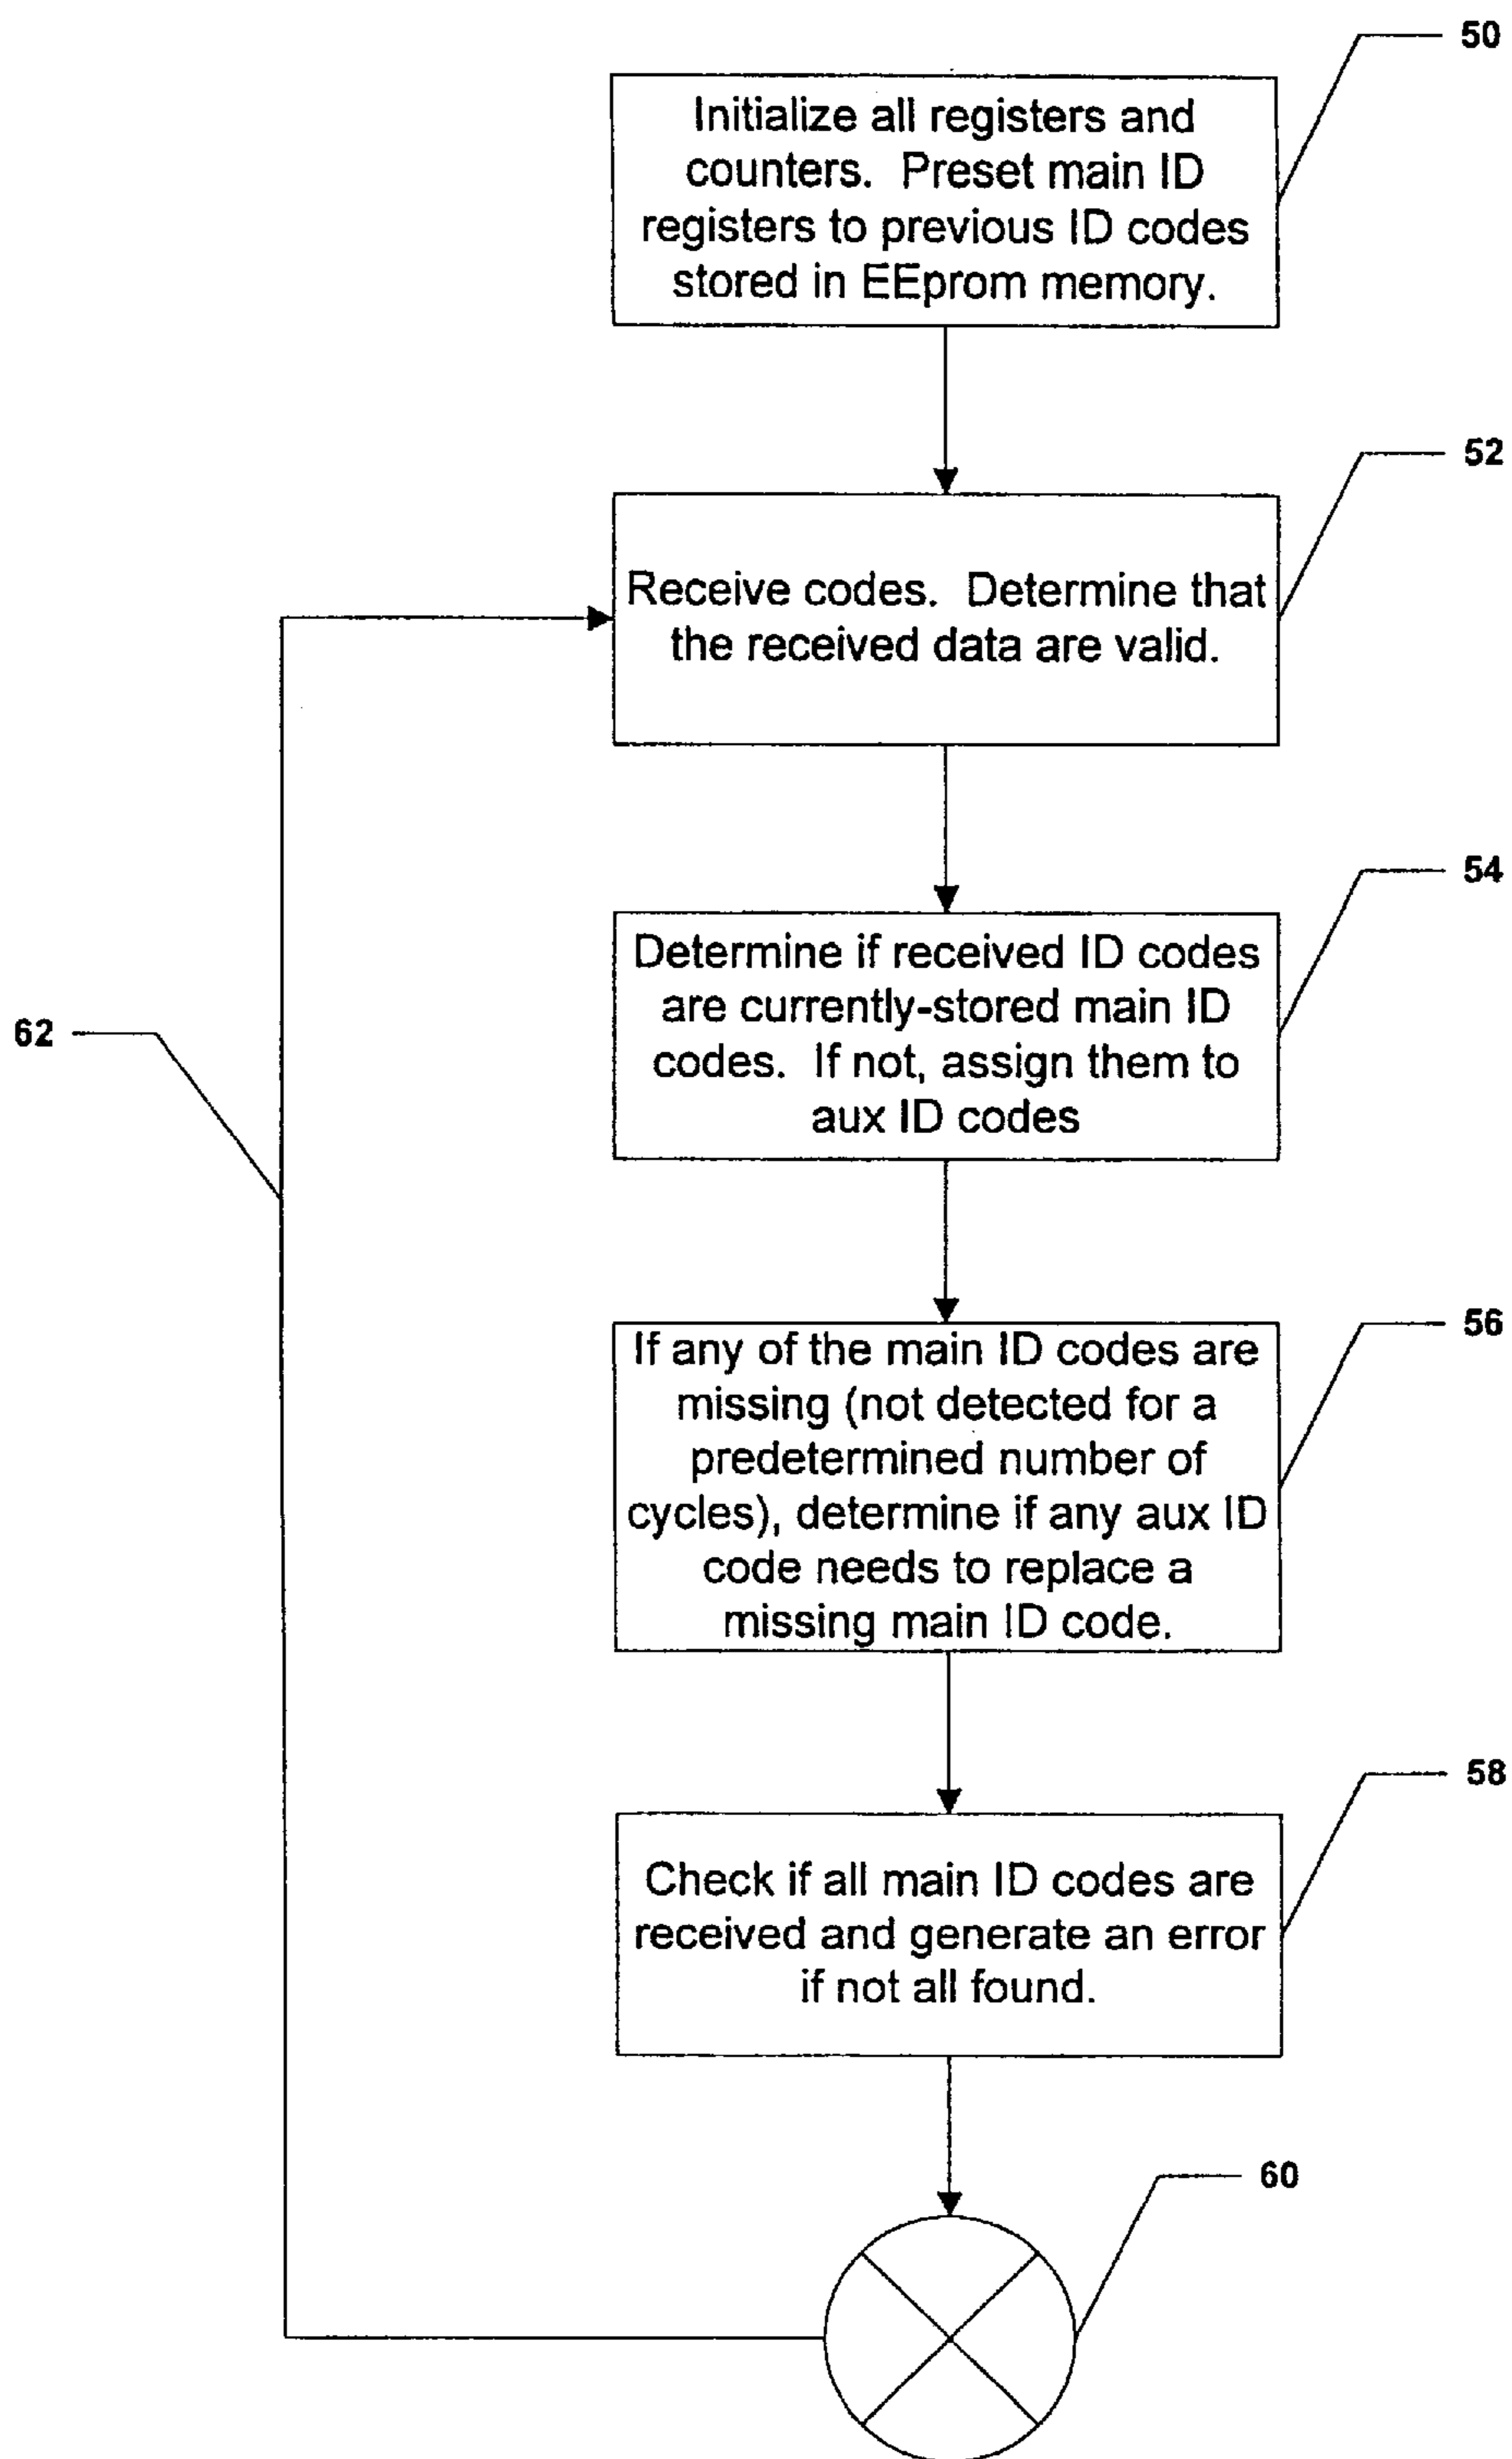 50
Initialize all registers and
counters. Preset main ID
registers to previous ID codes
stored in EEprom memory.
52
Receive codes. Determine that
the received data are valid.
54
Determine if received ID codes
are currently-stored main ID
codes. If not, assign them to
aux ID codes
62
56
If any of the main ID codes are
missing (not detected for a
predetermined number of
cycles), determine if any aux ID
code needs to replace a
missing main ID code.
58
Check if all main ID codes are
received and generate an error
if not all found.
60